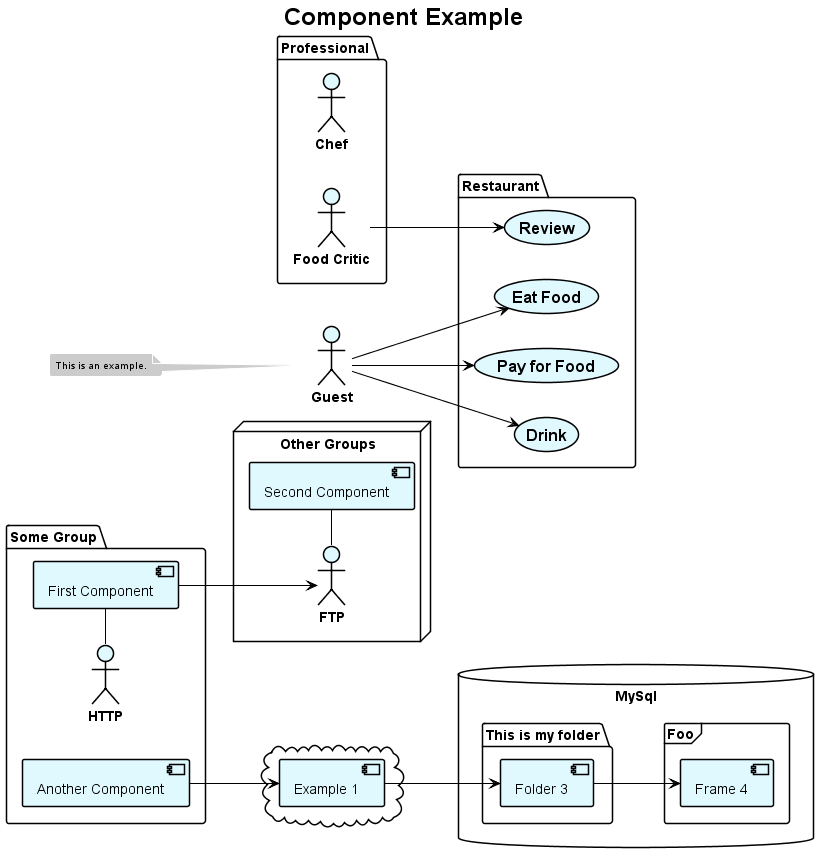 Component Example
Professional
Chef
Food Critic
Restaurant
Review
Eat Food
Pay for Food
Drink
This is an example.
Guest
Other Groups
Second Component
FTP
Some Group
First Component
HTTP
Another Component
Example 1
MySql
This is my folder
Folder 3
Foo
Frame 4